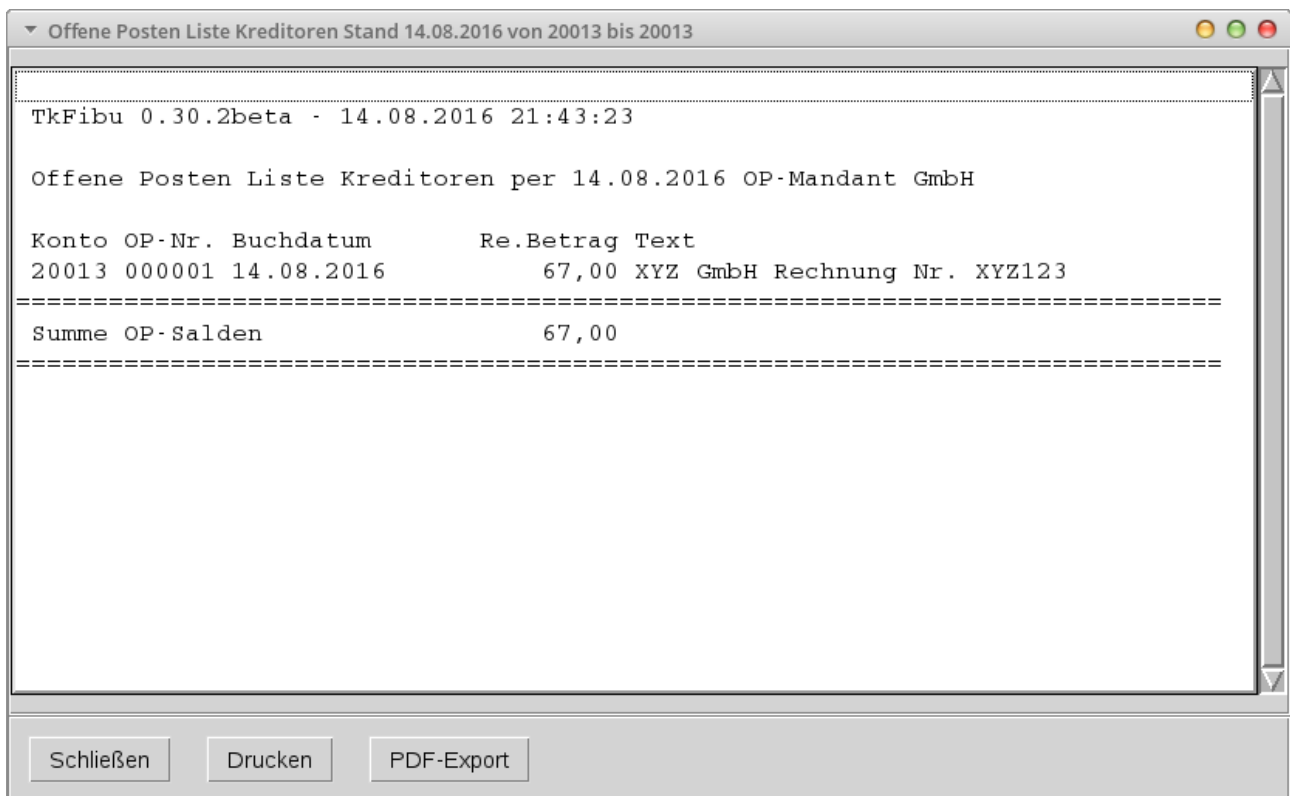 Offene Posten Liste Kreditoren Stand 14.08.2016 von 20013 bis 20013
TkFibu 0.30.2beta - 14.08.2016 21:43:23
Offene Posten Liste Kreditoren per 14.08.2016 OP-Mandant GmbH
Konto OP-Nr. Buchdatum Re.Betrag Text
20013 000001 14.08.2016 67,00 XYZ GmbH Rechnung Nr. XYZ123
==============================================================================
Summe OP-Salden 67,00
==============================================================================
Schließen Drucken PDF-Export